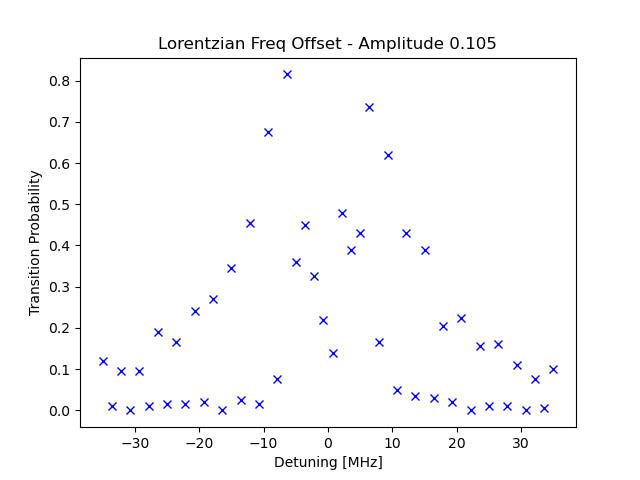 Lorentzian Freq Offset - Amplitude 0.105
0.8
0.7
0.6
0.5
0.4
0.3
0.2
0.1
0.0
Transition Probability
−30 −20 −10 0 10 20 30
Detuning [MHz]